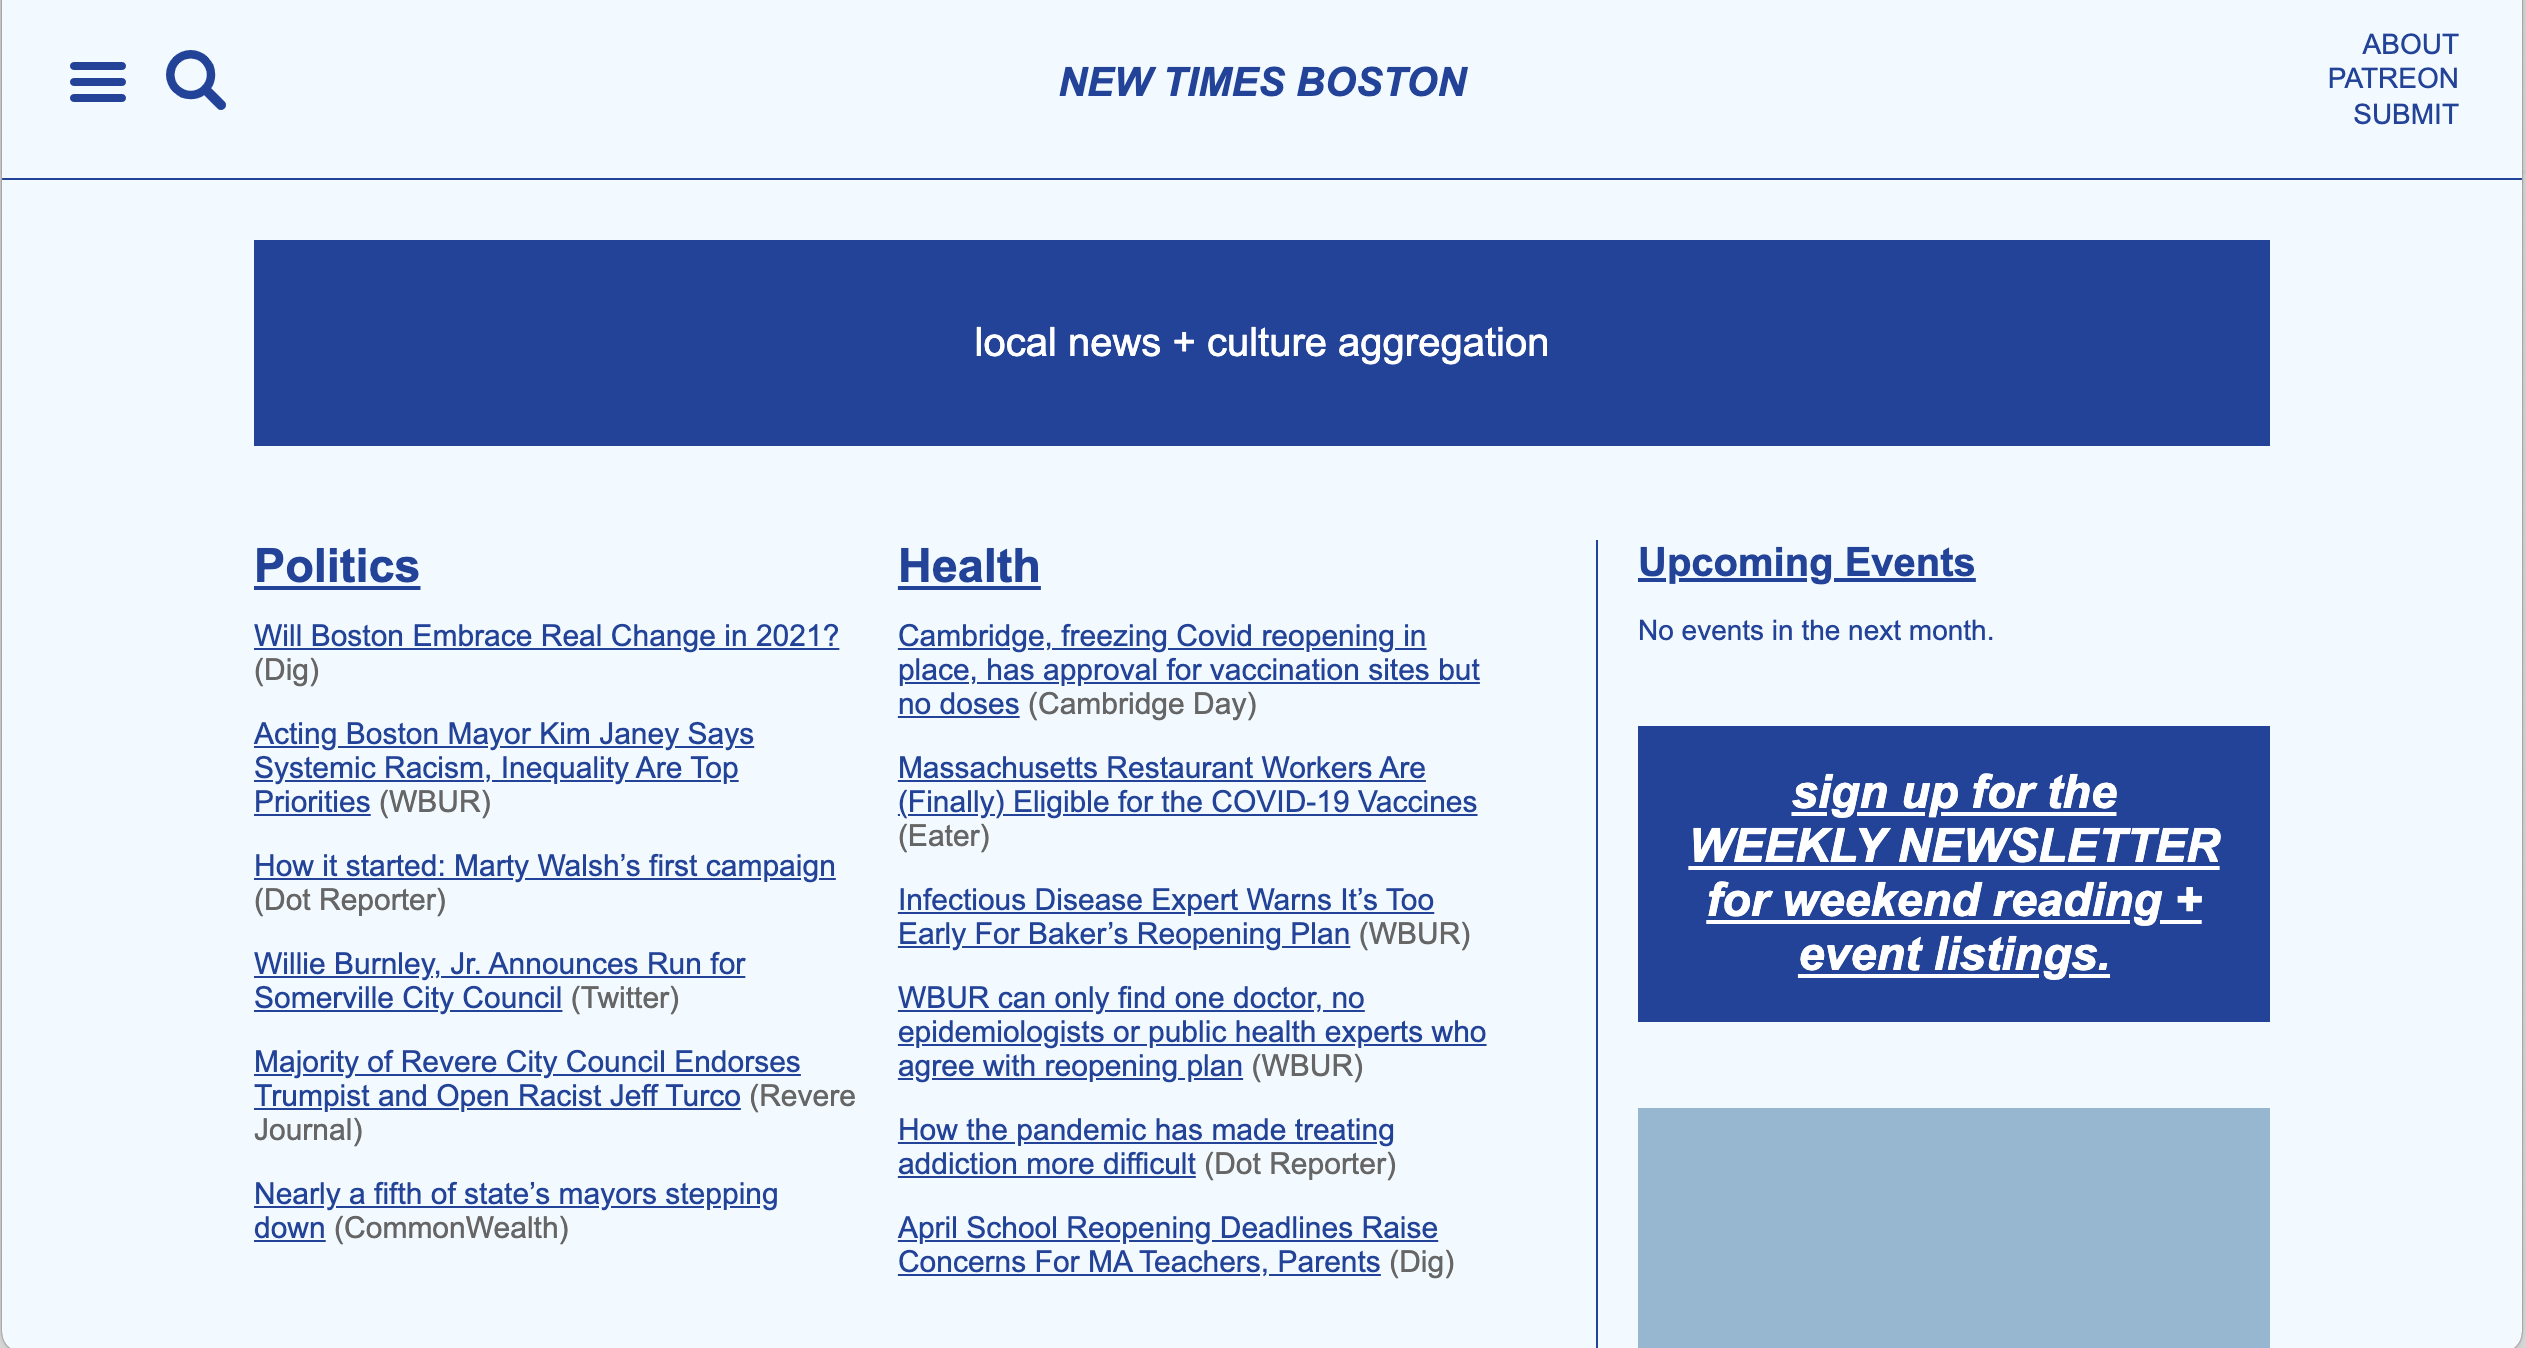 NEW TIMES BOSTON
ABOUT
PATREON
SUBMIT
local news + culture aggregation
Politics
Will Boston Embrace Real Change in 2021?
(Dig)
Acting Boston Mayor Kim Janey Says
Systemic Racism, Inequality Are Top
Priorities (WBUR)
How it started: Marty Walsh’s first campaign
(Dot Reporter)
Willie Burnley, Jr. Announces Run for
Somerville City Council (Twitter)
Majority of Revere City Council Endorses
Trumpist and Open Racist Jeff Turco (Revere
Journal)
Nearly a fifth of state’s mayors stepping
down (CommonWealth)
Health
Cambridge, freezing Covid reopening in
place, has approval for vaccination sites but
no doses (Cambridge Day)
Massachusetts Restaurant Workers Are
(Finally) Eligible for the COVID-19 Vaccines
(Eater)
Infectious Disease Expert Warns It’s Too
Early For Baker’s Reopening Plan (WBUR)
WBUR can only find one doctor, no
epidemiologists or public health experts who
agree with reopening plan (WBUR)
How the pandemic has made treating
addiction more difficult (Dot Reporter)
April School Reopening Deadlines Raise
Concerns For MA Teachers, Parents (Dig)
Upcoming Events
No events in the next month.
sign up for the
WEEKLY NEWSLETTER
for weekend reading +
event listings.